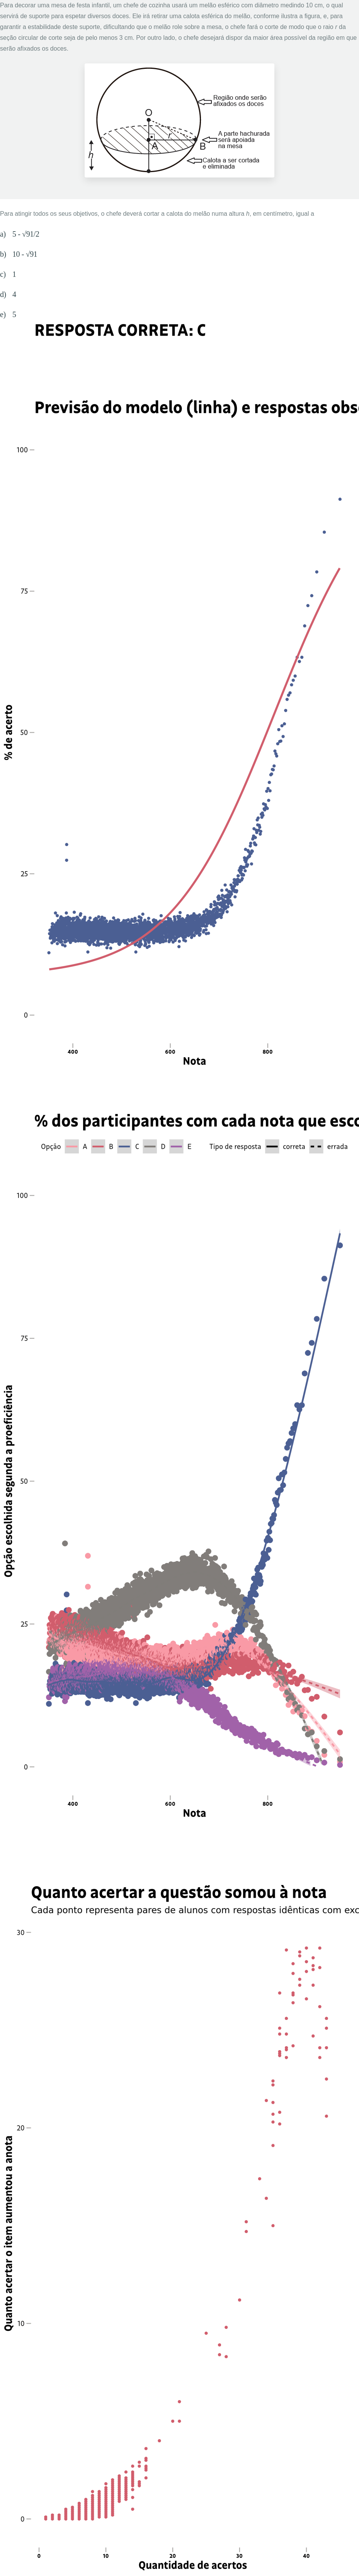 Para decorar uma mesa de festa infantil, um chefe de cozinha usará um melão esférico com diâmetro medindo 10 cm, o qual
servirá de suporte para espetar diversos doces. Ele irá retirar uma calota esférica do melão, conforme ilustra a figura, e, para
garantir a estabilidade deste suporte, dificultando que o melão role sobre a mesa, o chefe fará o corte de modo que o raio r da
seção circular de corte seja de pelo menos 3 cm. Por outro lado, o chefe desejará dispor da maior área possível da região em que
serão afixados os doces.
O
Região onde serão
afixados os doces
r
A
B
A parte hachurada
será apoiada
na mesa
h
Calota a ser cortada
e eliminada
Para atingir todos os seus objetivos, o chefe deverá cortar a calota do melão numa altura h, em centímetro, igual a
a) 5 - √91/2
b) 10 - √91
c) 1
d) 4
e) 5
RESPOSTA CORRETA: C
Previsão do modelo (linha) e respostas obs
100
75
50
25
0
% de acerto
400 600 800
Nota
% dos participantes com cada nota que esco
Opção A B C D E Tipo de resposta correta errada
100
75
50
25
0
Opção escolhida segunda a proeficiência
400 600 800
Nota
Quanto acertar a questão somou à nota
Cada ponto representa pares de alunos com respostas idênticas com exc
30
20
10
0
Quanto acertar o item aumentou a anota
0 10 20 30 40
Quantidade de acertos